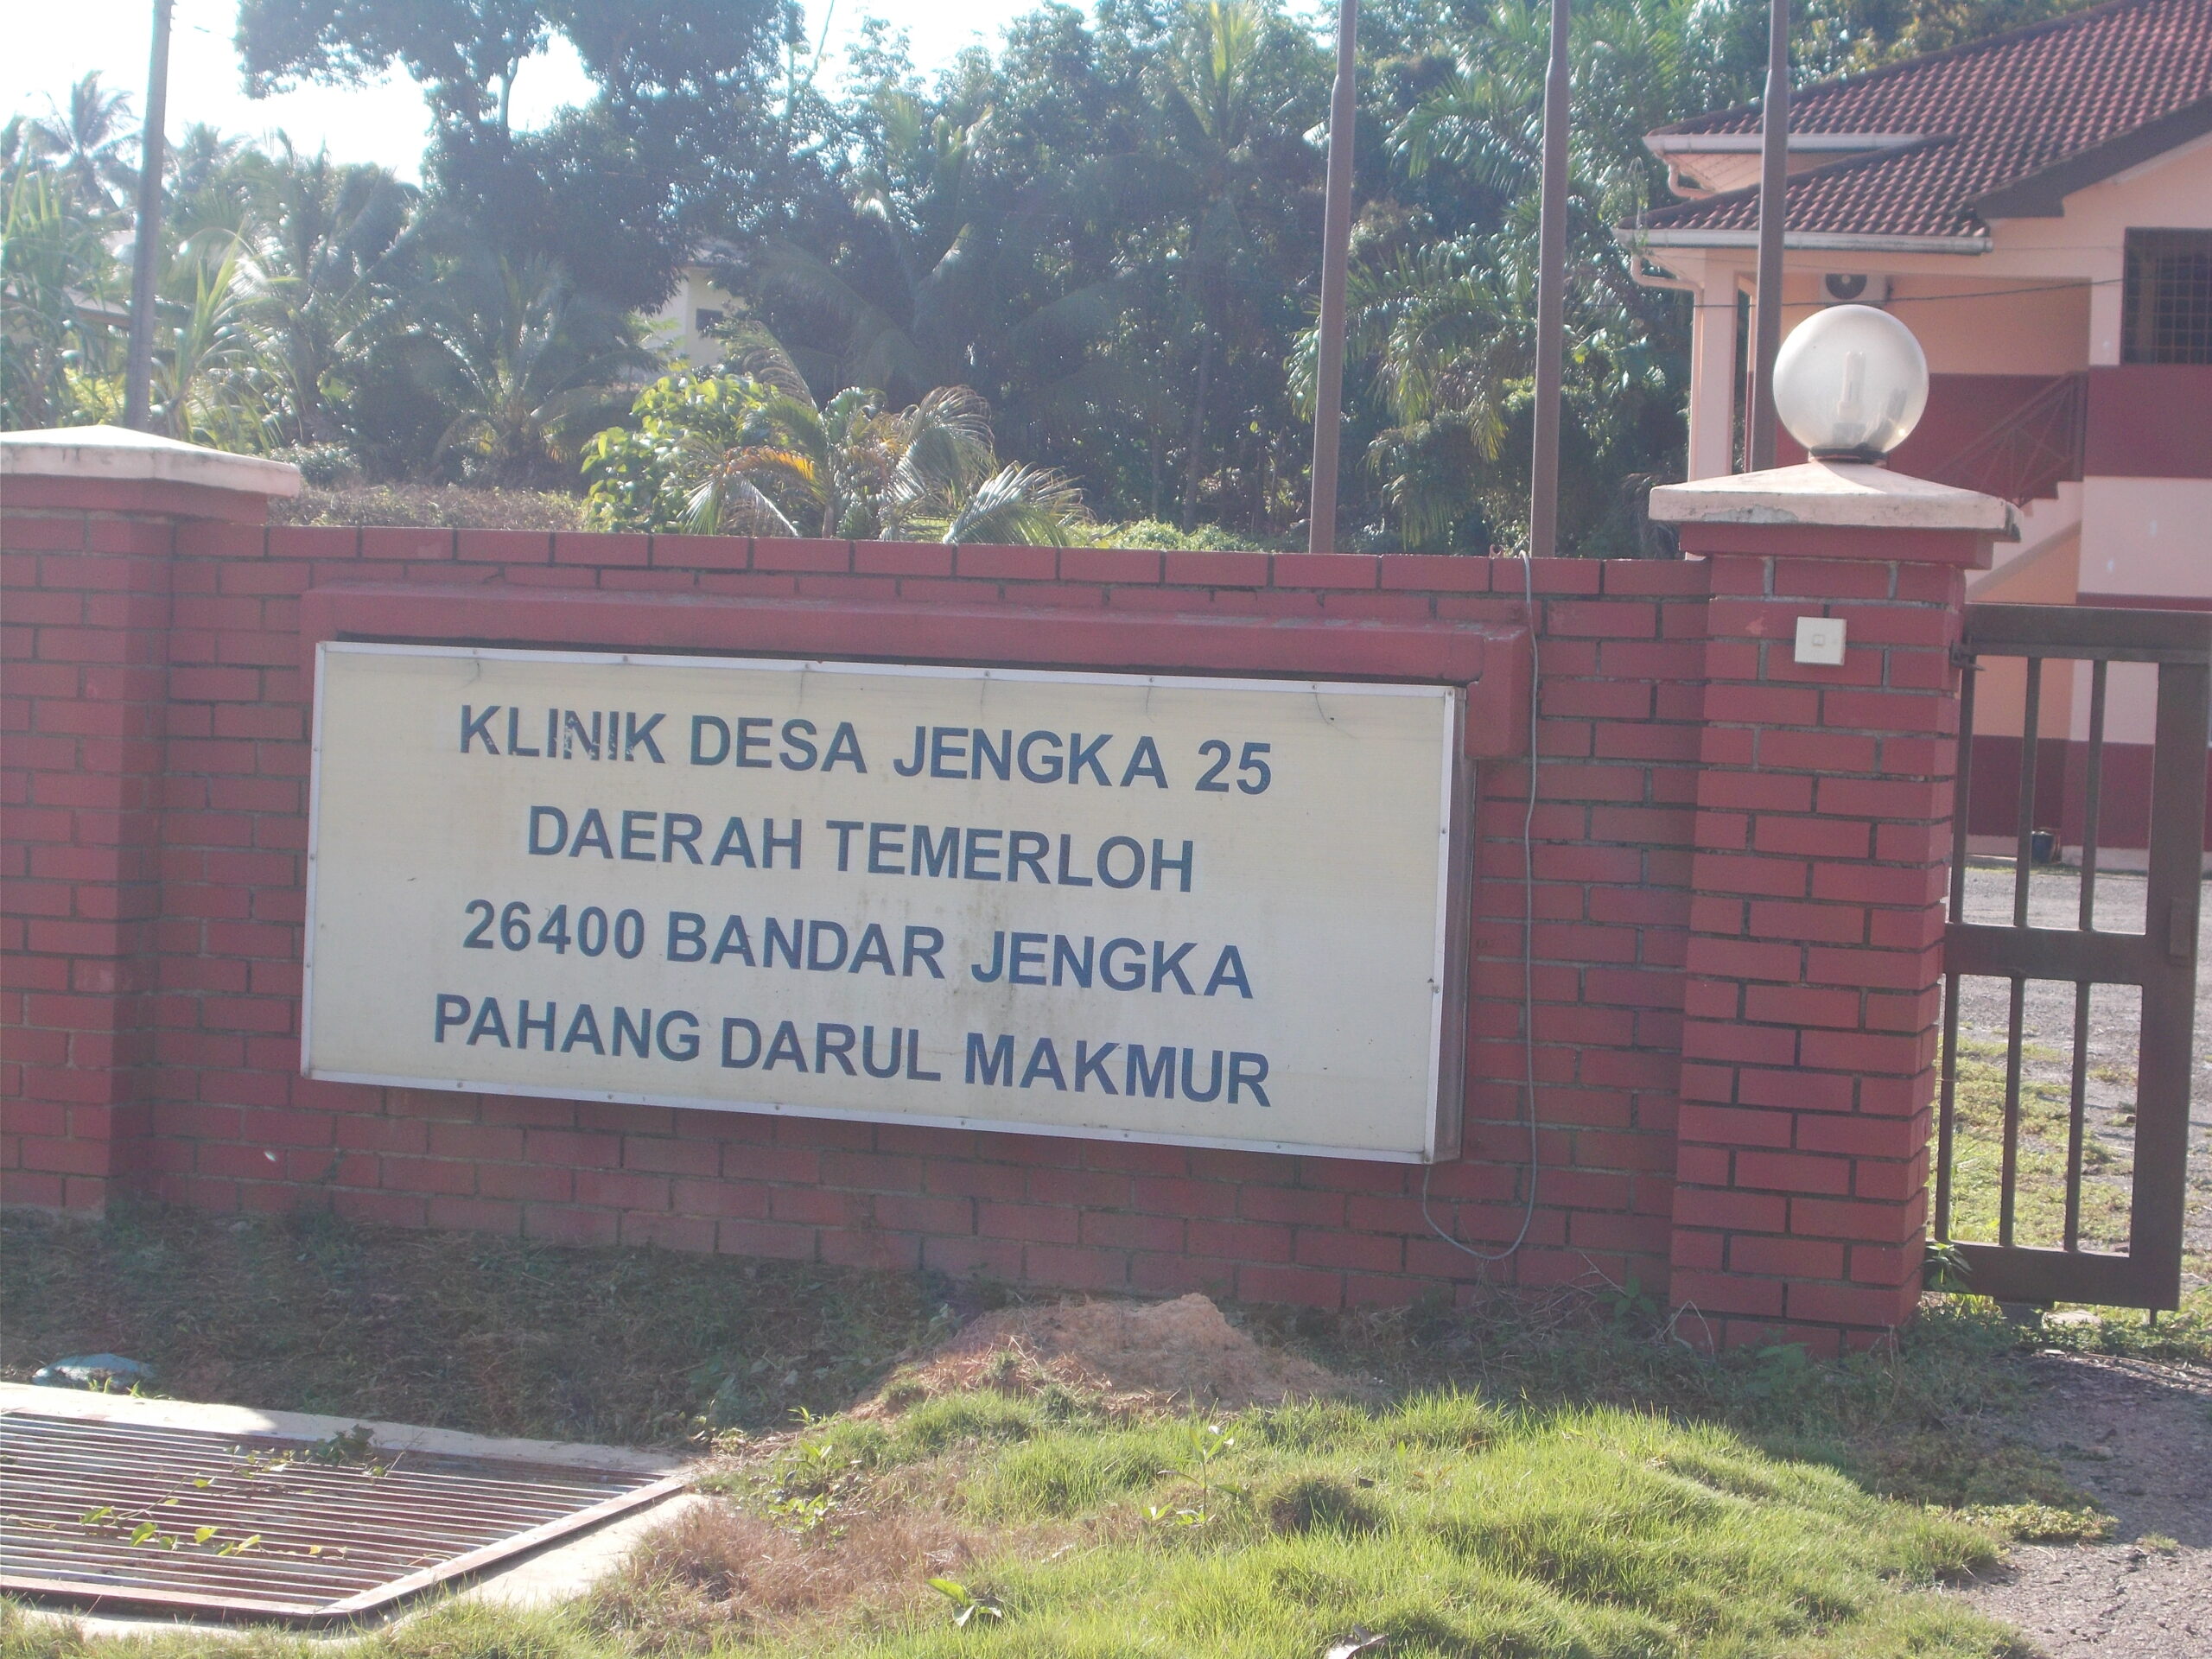 KLINIK DESA JENGKA 25
DAERAH TEMERLOH
26400 BANDAR JENGKA
PAHANG DARUL MAKMUR